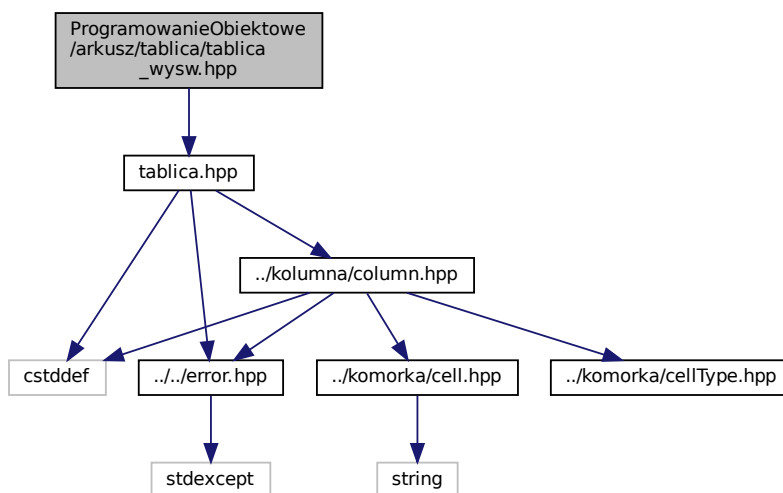 ProgramowanieObiektowe
/arkusz/tablica/tablica
_wysw.hpp
tablica.hpp
../kolumna/column.hpp
cstddef
../../error.hpp
../komorka/cell.hpp
../komorka/cellType.hpp
stdexcept
string